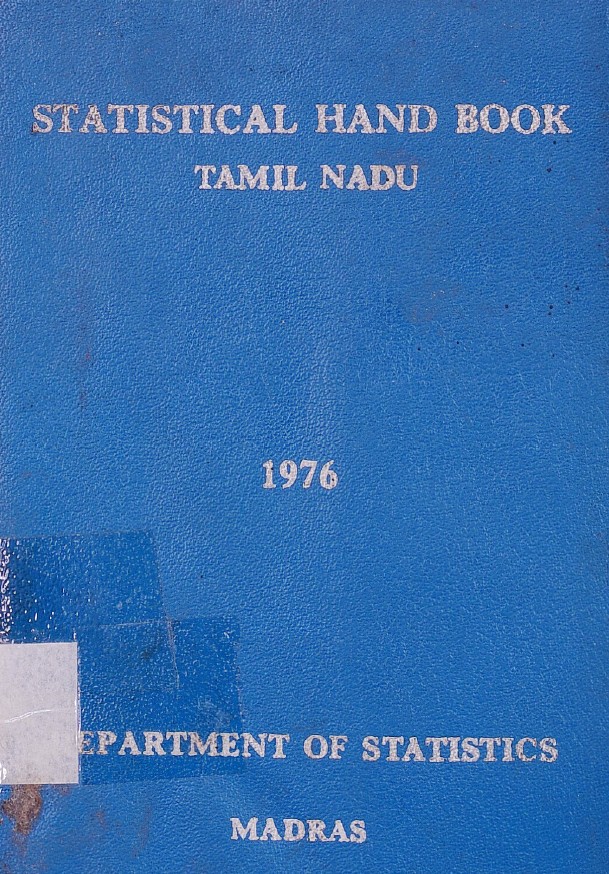 STATISTICAL HAND BOOK
TAMIL NADU
1976
EPARTMENT OF STATISTICS
MADRAS